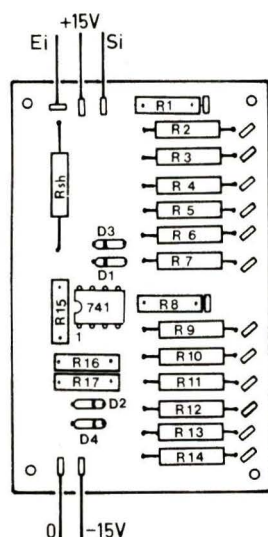 +15V
Ei Si
R1
R2
R3
Rsh
R4
R5
R6
D3
R7
D1
R15
741
R8
1
R9
R16
R10
R17
R11
D2
R12
D4
R13
R14
0 -15V